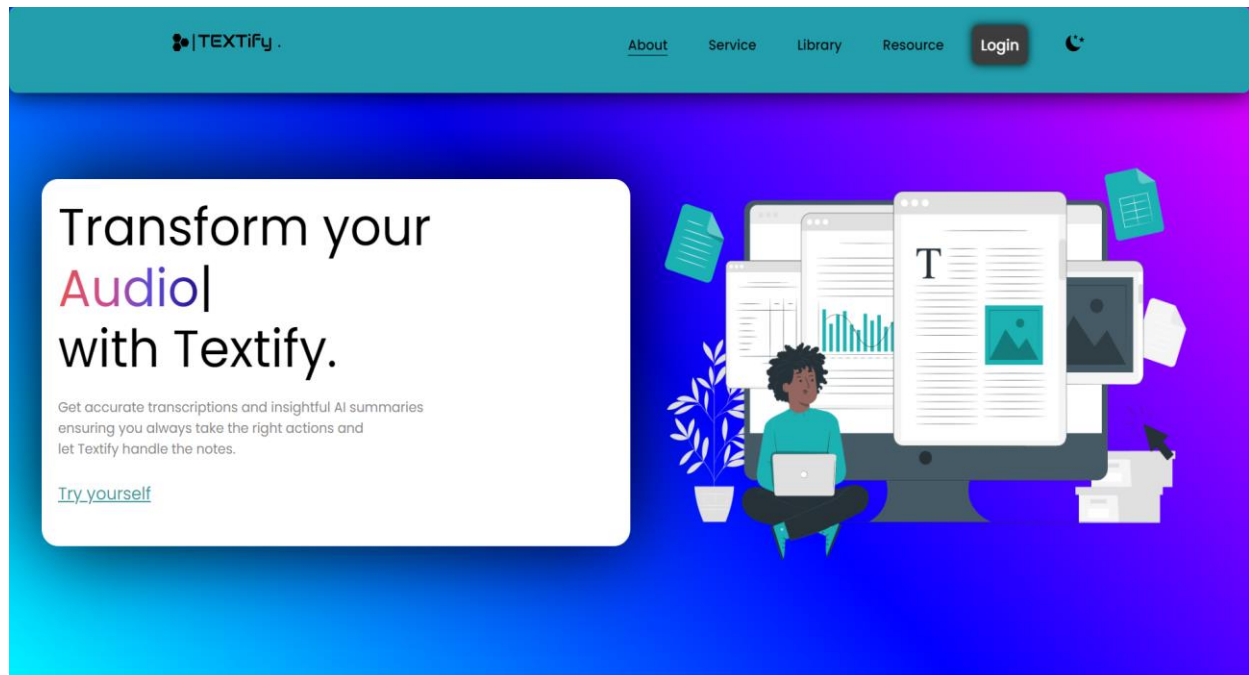 TEXTify .
About
Service
Library
Resource
Login
Transform your
Audio
with Textify.
Get accurate transcriptions and insightful AI summaries
ensuring you always take the right actions and
let Textify handle the notes.
Try yourself
T